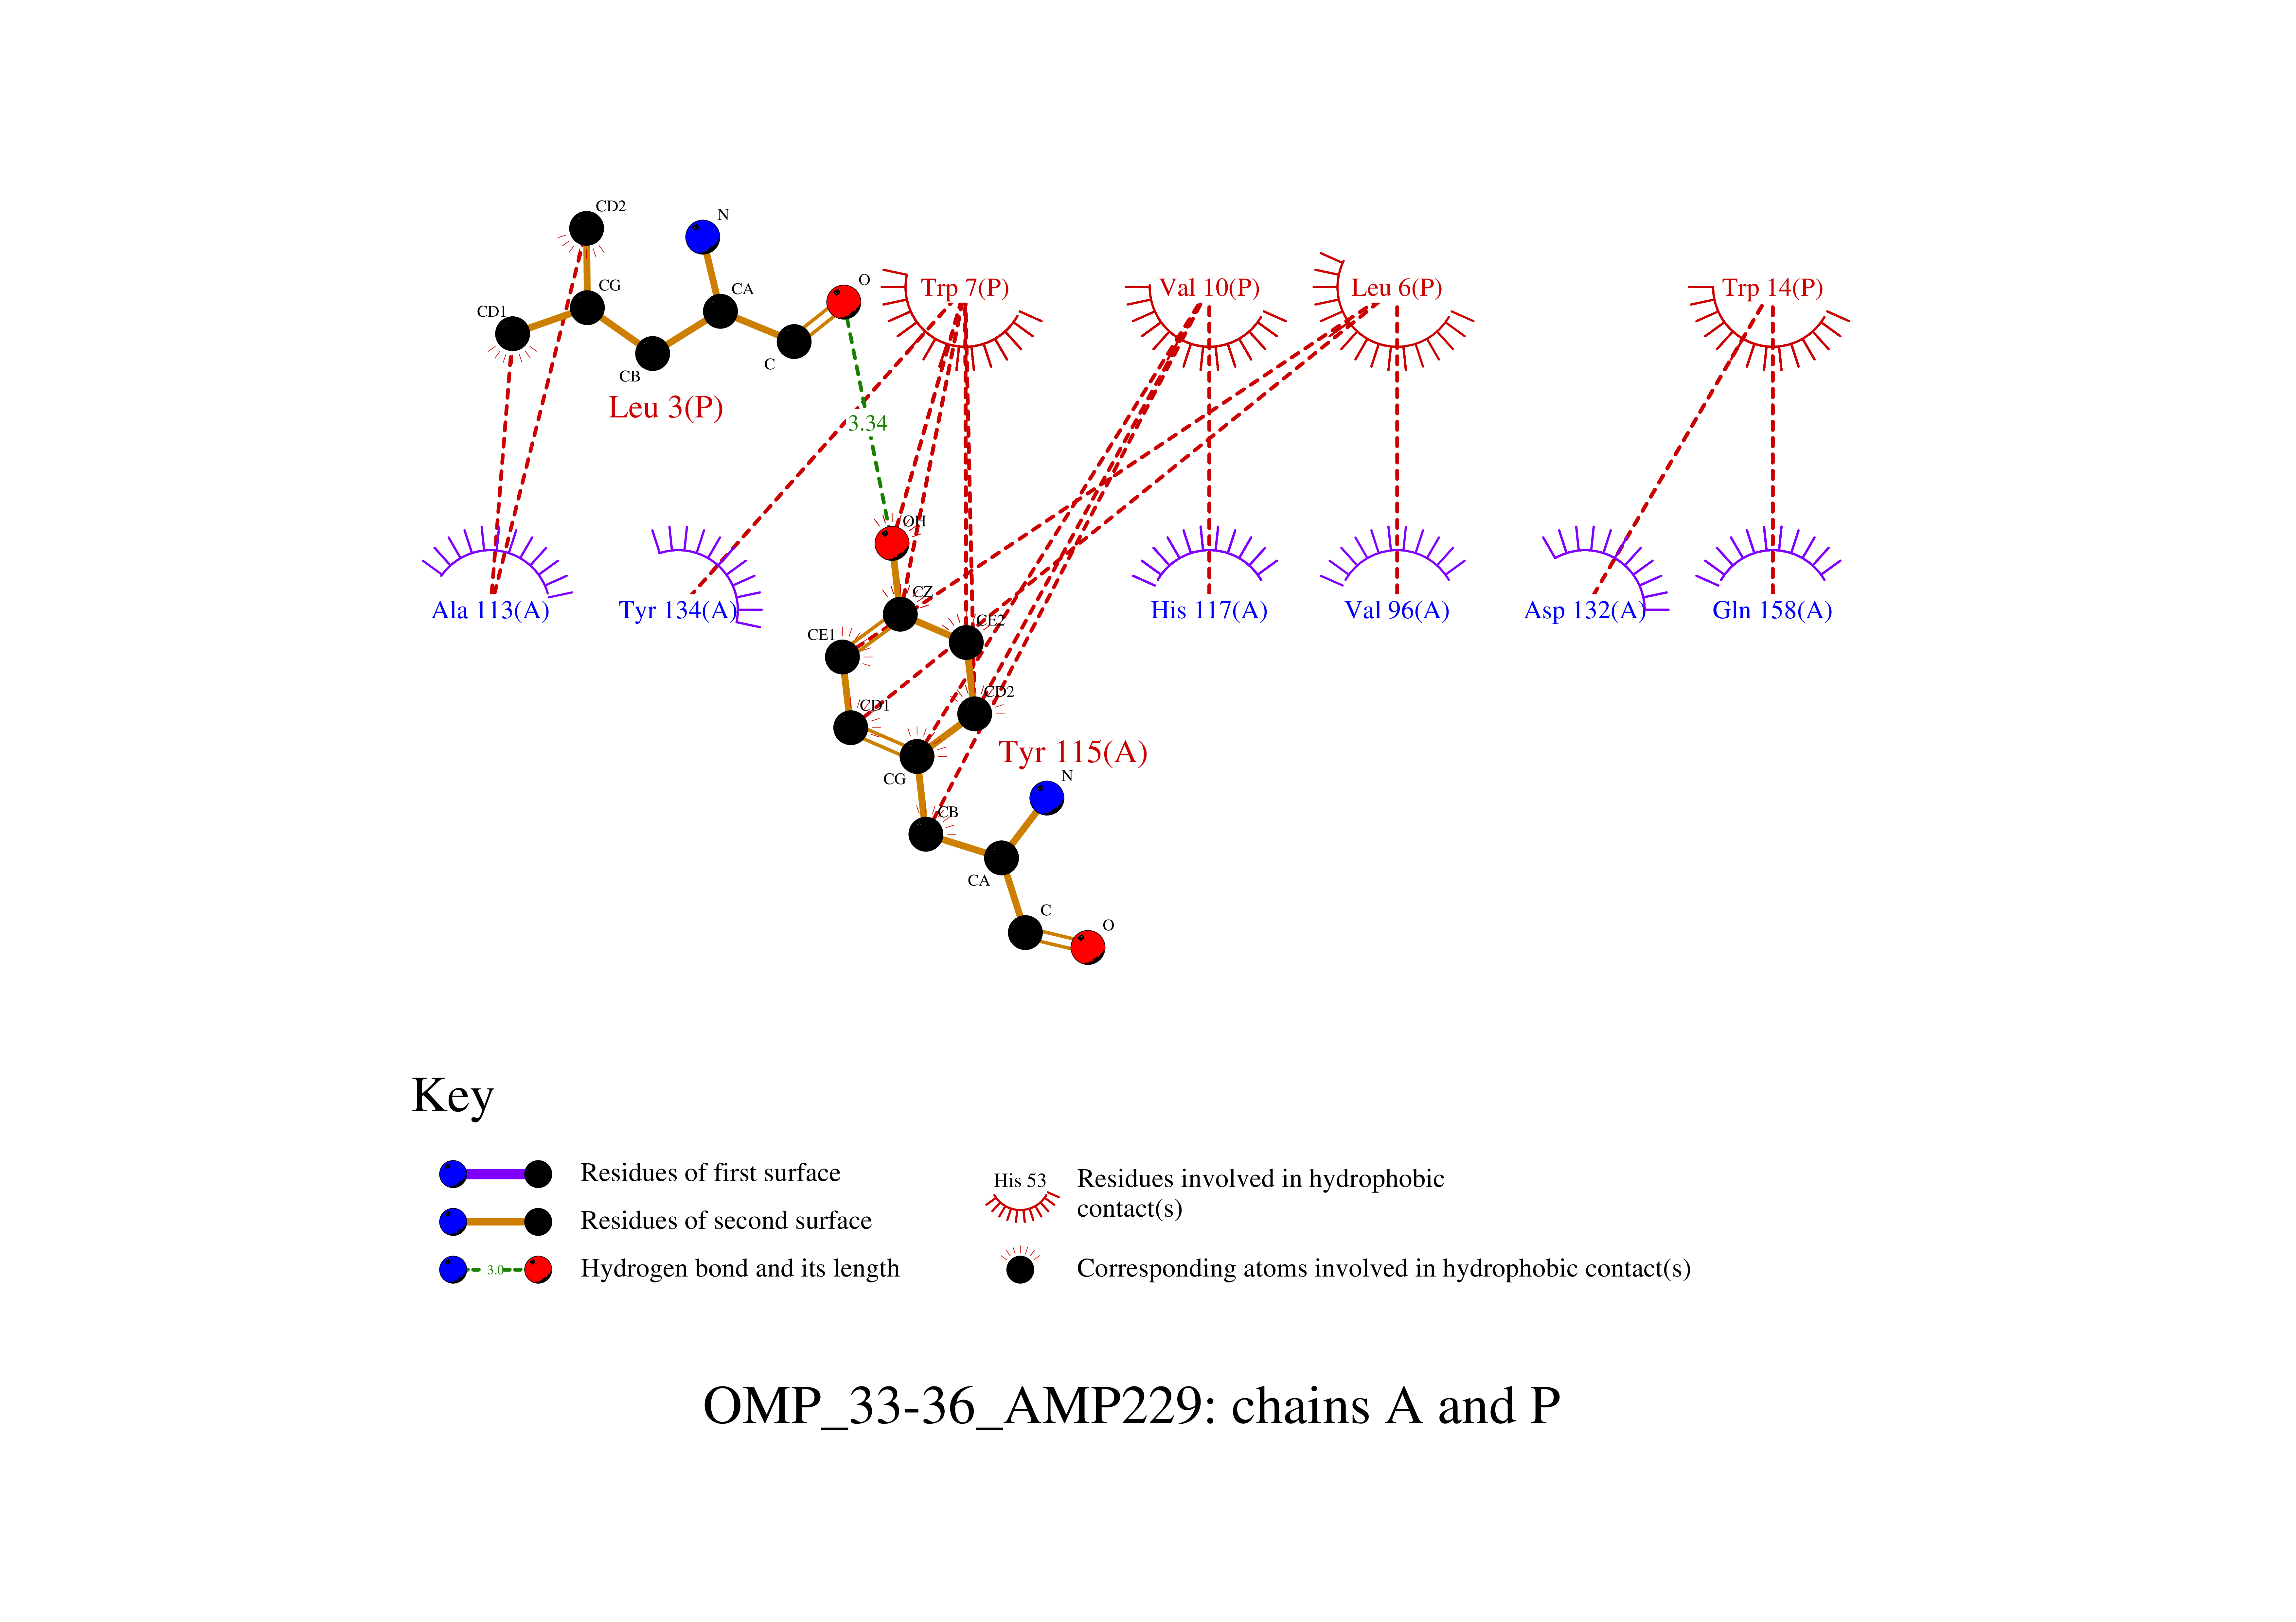 CD2
N
CG
CA
O
CD1
CB
C
Leu 3(P)
Trp 7(P)
Val 10(P)
Leu 6(P)
Trp 14(P)
3.34
OH
Ala 113(A)
Tyr 134(A)
His 117(A)
Val 96(A)
Asp 132(A)
Gln 158(A)
CZ
CE1
CE2
CD1
CD2
Tyr 115(A)
CG
N
CB
CA
C
O
Key
Residues of first surface
Residues of second surface
3.0
Hydrogen bond and its length
His 53
Residues involved in hydrophobic
contact(s)
Corresponding atoms involved in hydrophobic contact(s)
OMP_33-36_AMP229: chains A and P